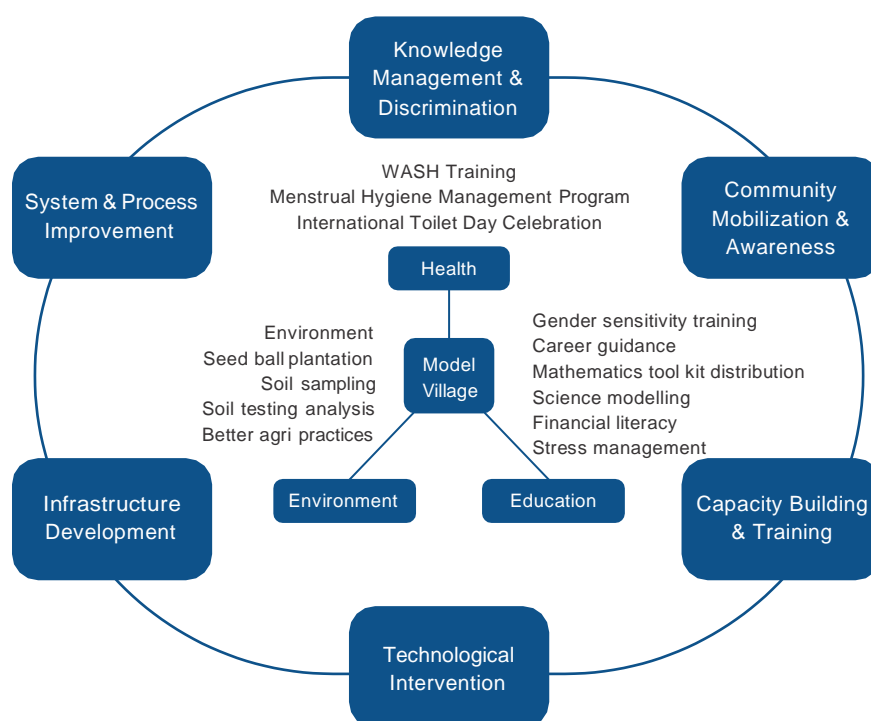 Knowledge
Management &
Discrimination
System & Process
Improvement
Community
Mobilization &
Awareness
WASH Training
Menstrual Hygiene Management Program
International Toilet Day Celebration
Health
Environment
Seed ball plantation
Soil sampling
Soil testing analysis
Better agri practices
Model
Village
Gender sensitivity training
Career guidance
Mathematics tool kit distribution
Science modelling
Financial literacy
Stress management
Environment
Education
Infrastructure
Development
Capacity Building
& Training
Technological
Intervention